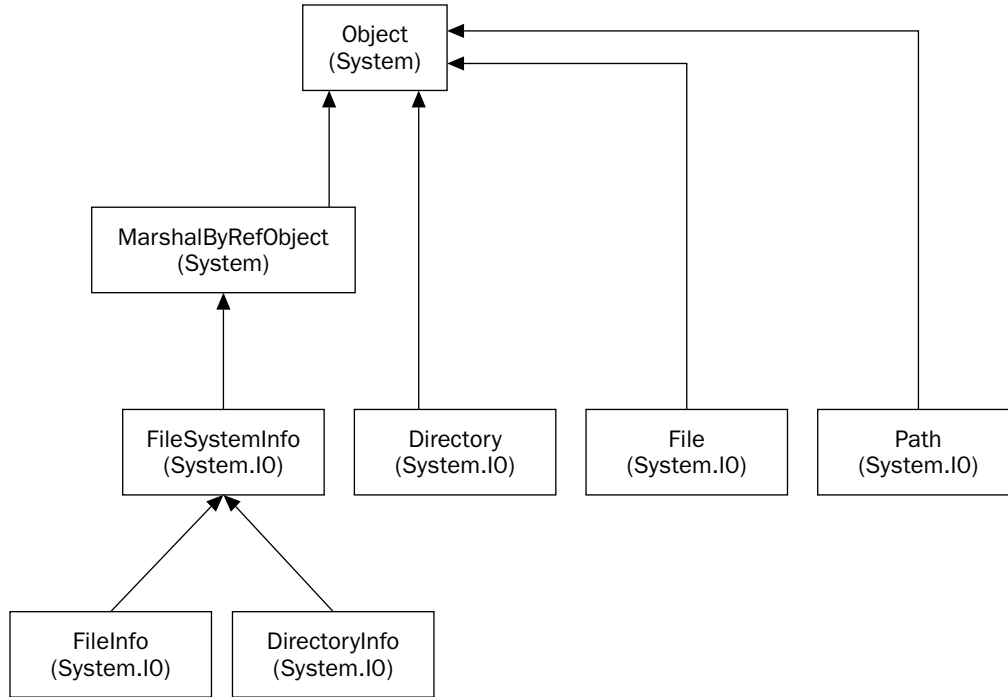 Object
(System)
MarshalByRefObject
(System)
FileSystemInfo
(System.IO)
Directory
(System.IO)
File
(System.IO)
Path
(System.IO)
FileInfo
(System.IO)
DirectoryInfo
(System.IO)